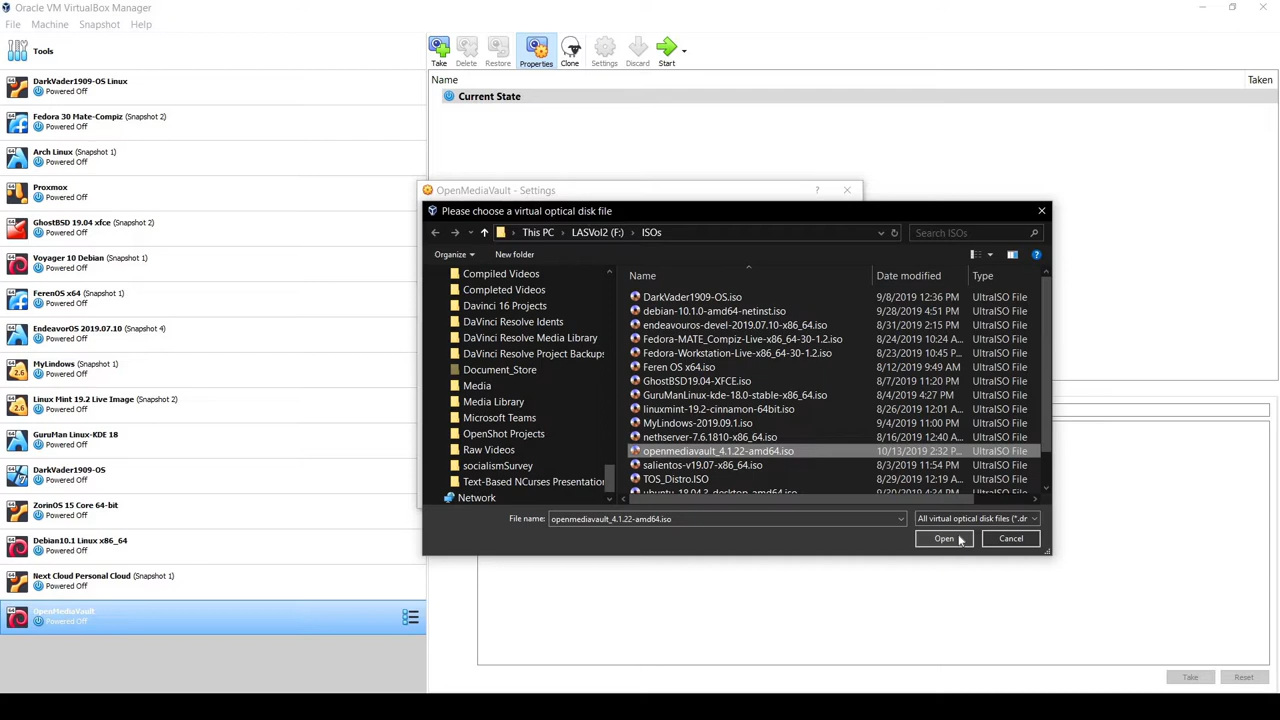 Oracle VM VirtualBox Manager
File Machine Snapshot Help
Tools
Take Delete Restore Properties Clone Settings Discard Start
Name Taken
Current State
DarkVader1909-OS Linux
Powered Off
Fedora 30 Mate-Compiz (Snapshot 2)
Powered Off
Arch Linux (Snapshot 1)
Powered Off
Proxmox
Powered Off
GhostBSD 19.04 xfce (Snapshot 2)
Powered Off
Voyager 10 Debian (Snapshot 1)
Powered Off
FerenOS x64 (Snapshot 1)
Powered Off
EndeavorOS 2019.07.10 (Snapshot 4)
Powered Off
MyLindows (Snapshot 1)
Powered Off
Linux Mint 19.2 Live Image (Snapshot 2)
Powered Off
GuruMan Linux-KDE 18
Powered Off
DarkVader1909-OS
Powered Off
ZorinOS 15 Core 64-bit
Powered Off
Debian10.1 Linux x86_64
Powered Off
Next Cloud Personal Cloud (Snapshot 1)
Powered Off
OpenMediaVault
Powered Off
OpenMediaVault - Settings ?
Please choose a virtual optical disk file
This PC > LASVol2 (F:) > ISOs
Search ISOs
Organize New folder
Compiled Videos
Completed Videos
Davinci 16 Projects
DaVinci Resolve Idents
DaVinci Resolve Media Library
DaVinci Resolve Project Backups
Document_Store
Media
Media Library
Microsoft Teams
OpenShot Projects
Raw Videos
socialismSurvey
Text-Based NCurses Presentation
Network
Name Date modified Type
DarkVader1909-OS.iso 9/8/2019 12:36 PM UltraISO File
debian-10.1.0-amd64-netinst.iso 9/28/2019 4:51 PM UltraISO File
endeavouros-devel-2019.07.10-x86_64.iso 8/31/2019 2:15 PM UltraISO File
Fedora-MATE_Compiz-Live-x86_64-30-1.2.iso 8/24/2019 10:24 A... UltraISO File
Fedora-Workstation-Live-x86_64-30-1.2.iso 8/23/2019 10:45 P... UltraISO File
Feren OS x64.iso 8/12/2019 9:49 AM UltraISO File
GhostBSD19.04-XFCE.iso 8/7/2019 11:20 PM UltraISO File
GuruManLinux-kde-18.0-stable-x86_64.iso 8/4/2019 4:27 PM UltraISO File
linuxmint-19.2-cinnamon-64bit.iso 8/26/2019 12:01 A... UltraISO File
MyLindows-2019.09.1.iso 9/4/2019 11:00 PM UltraISO File
nethserver-7.6.1810-x86_64.iso 8/16/2019 12:40 A... UltraISO File
openmediavault_4.1.22-amd64.iso 10/13/2019 2:32 P... UltraISO File
salientos-v19.07-x86_64.iso 8/3/2019 11:54 PM UltraISO File
TOS_Distro.ISO 8/25/2019 9:19 AM UltraISO File
ubuntu-18.04.3-desktop-amd64.iso 9/20/2019 4:34 PM UltraISO File
File name: openmediavault_4.1.22-amd64.iso All virtual optical disk files (*.dr
Open Cancel
Take Reset